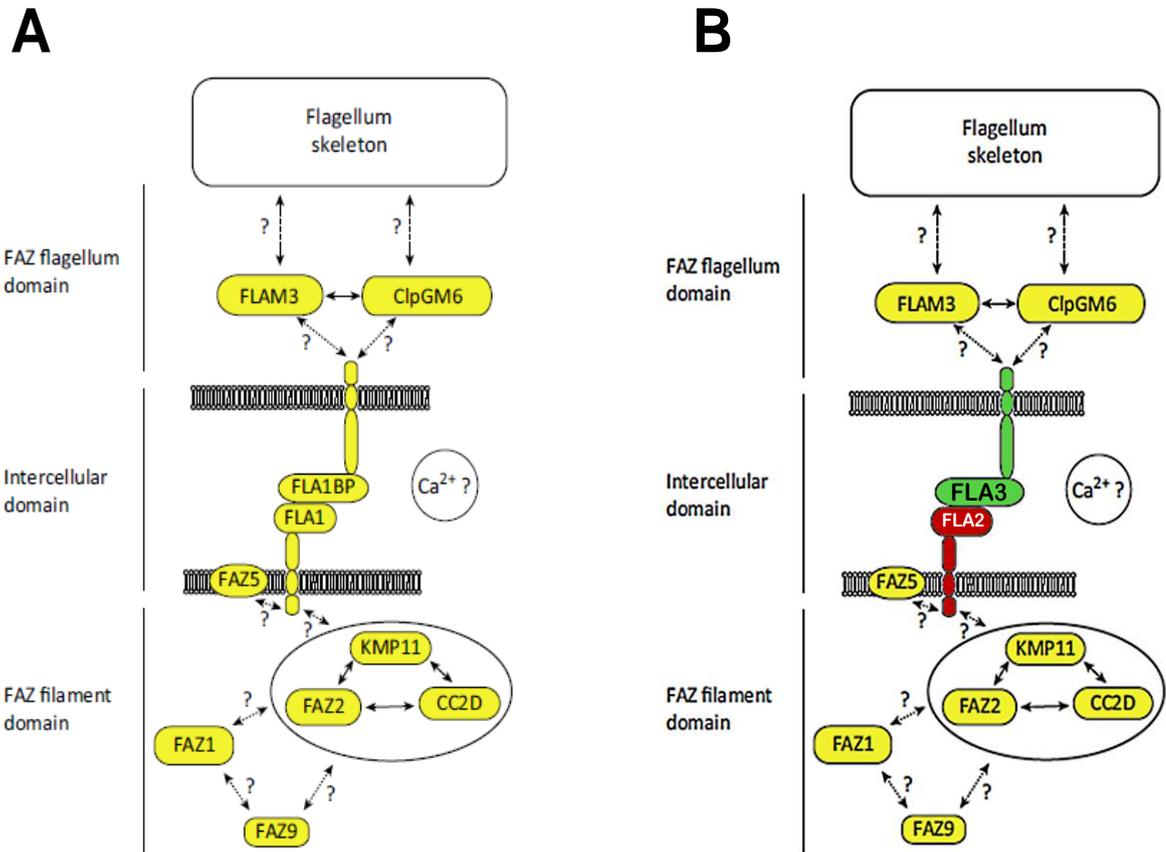 A
Flagellum
skeleton
?
?
FAZ flagellum
domain
FLAM3
ClpGM6
?
?
Intercellular
domain
FLA1BP
Ca2+ ?
FLA1
FAZ5
?
?
KMP11
FAZ filament
domain
?
FAZ2
CC2D
FAZ1
?
?
FAZ9
B
Flagellum
skeleton
?
?
FAZ flagellum
domain
FLAM3
ClpGM6
?
?
Intercellular
domain
FLA3
Ca2+ ?
FLA2
FAZ5
?
?
KMP11
FAZ filament
domain
?
FAZ2
CC2D
FAZ1
?
?
FAZ9